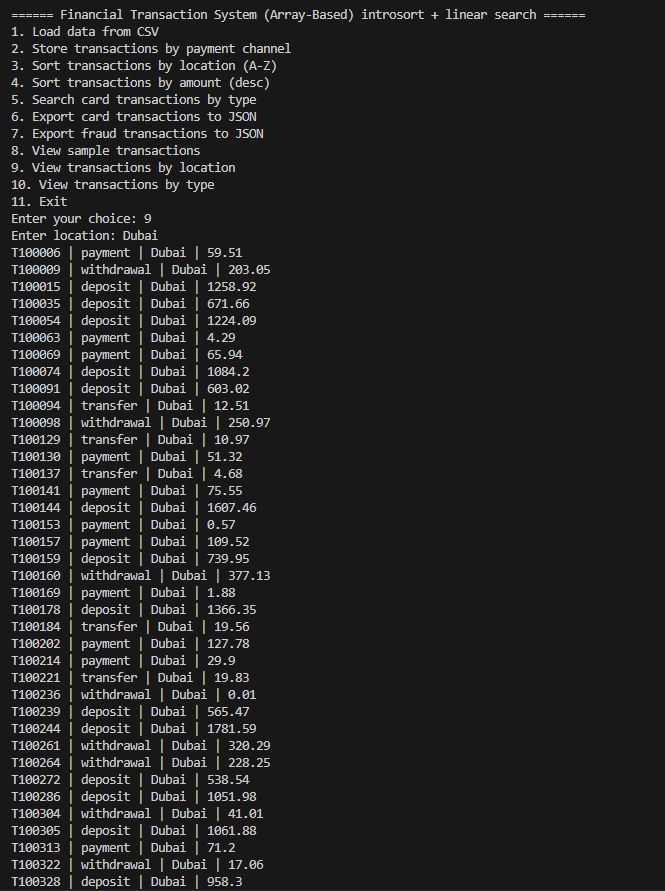 ====== Financial Transaction System (Array-Based) introsort + linear search ======
1. Load data from CSV
2. Store transactions by payment channel
3. Sort transactions by location (A-Z)
4. Sort transactions by amount (desc)
5. Search card transactions by type
6. Export card transactions to JSON
7. Export fraud transactions to JSON
8. View sample transactions
9. View transactions by location
10. View transactions by type
11. Exit
Enter your choice: 9
Enter location: Dubai
T100006 | payment | Dubai | 59.51
T100009 | withdrawal | Dubai | 203.05
T100015 | deposit | Dubai | 1258.92
T100035 | deposit | Dubai | 671.66
T100054 | deposit | Dubai | 1224.09
T100063 | payment | Dubai | 4.29
T100069 | payment | Dubai | 65.94
T100074 | deposit | Dubai | 1084.2
T100091 | deposit | Dubai | 603.02
T100094 | transfer | Dubai | 12.51
T100098 | withdrawal | Dubai | 250.97
T100129 | transfer | Dubai | 10.97
T100130 | payment | Dubai | 51.32
T100137 | transfer | Dubai | 4.68
T100141 | payment | Dubai | 75.55
T100144 | deposit | Dubai | 1607.46
T100153 | payment | Dubai | 0.57
T100157 | payment | Dubai | 109.52
T100159 | deposit | Dubai | 739.95
T100160 | withdrawal | Dubai | 377.13
T100169 | payment | Dubai | 1.88
T100178 | deposit | Dubai | 1366.35
T100184 | transfer | Dubai | 19.56
T100202 | payment | Dubai | 127.78
T100214 | payment | Dubai | 29.9
T100221 | transfer | Dubai | 19.83
T100236 | withdrawal | Dubai | 0.01
T100239 | deposit | Dubai | 565.47
T100244 | deposit | Dubai | 1781.59
T100261 | withdrawal | Dubai | 320.29
T100264 | withdrawal | Dubai | 228.25
T100272 | deposit | Dubai | 538.54
T100286 | deposit | Dubai | 1051.98
T100304 | withdrawal | Dubai | 41.01
T100305 | deposit | Dubai | 1061.88
T100313 | payment | Dubai | 71.2
T100322 | withdrawal | Dubai | 17.06
T100328 | deposit | Dubai | 958.3